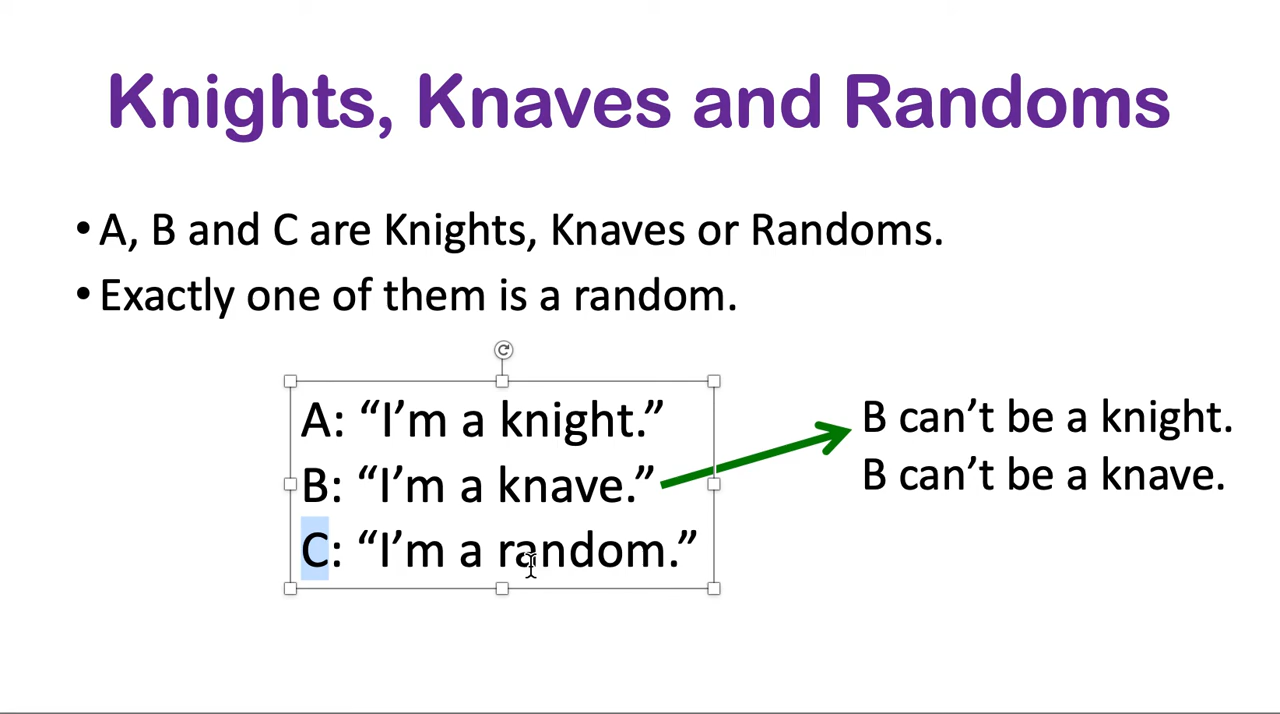 Knights, Knaves and Randoms
• A, B and C are Knights, Knaves or Randoms.
• Exactly one of them is a random.
A: “I’m a knight.”
B: “I’m a knave.”
C: “I’m a random.”
B can’t be a knight.
B can’t be a knave.